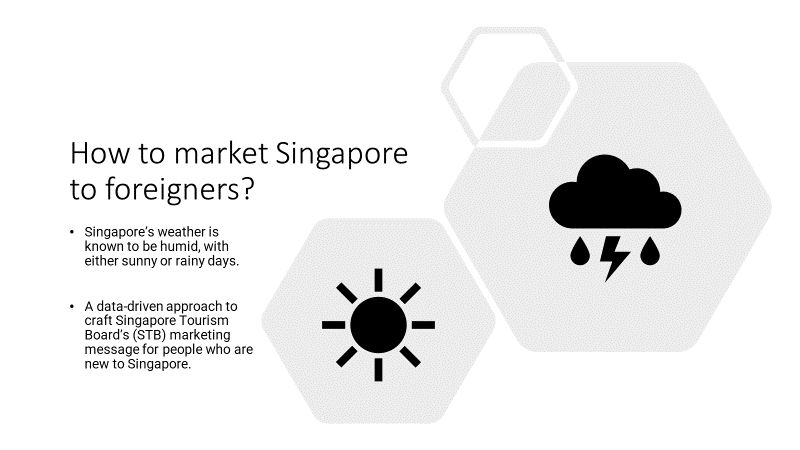 How to market Singapore
to foreigners?
• Singapore's weather is
known to be humid, with
either sunny or rainy days.
• A data-driven approach to
craft Singapore Tourism
Board's (STB) marketing
message for people who are
new to Singapore.